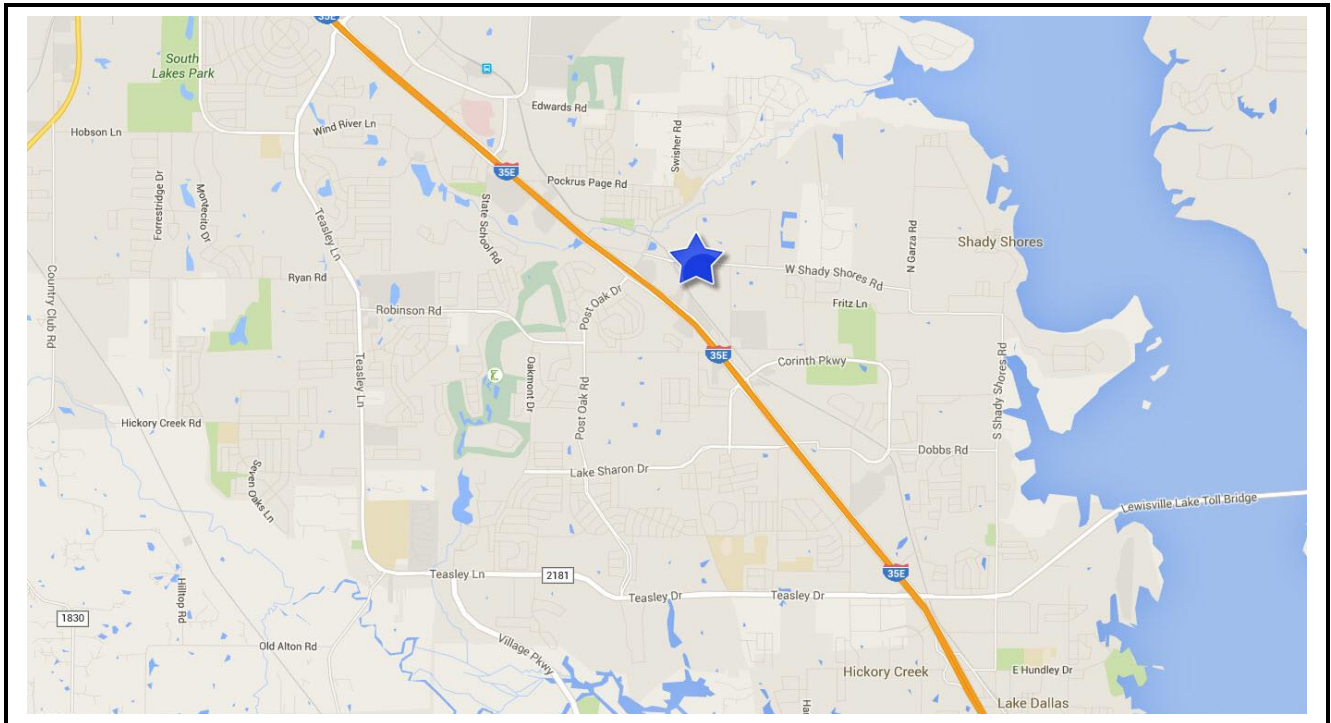 35E
South
Lakes Park
Edwards Rd
Hobson Ln
Wind River Ln
Swisher Rd
35E
Pockrus Page Rd
Forrestridge Dr
Montecito Dr
State School Rd
Teasley Ln
N Garza Rd
Shady Shores
W Shady Shores Rd
Country Club Rd
Ryan Rd
Post Oak Dr
Fritz Ln
Robinson Rd
35E
Corinth Pkwy
Teasley Ln
Oakmont Dr
Post Oak Rd
S Shady Shores Rd
Hickory Creek Rd
Dobbs Rd
Lake Sharon Dr
Seven Oaks Ln
Lewisville Lake Toll Bridge
Teasley Ln
2181
35E
Hilltop Rd
Teasley Dr
Teasley Dr
1830
Old Alton Rd
Village Pkwy
Hickory Creek
E Hundley Dr
Lake Dallas